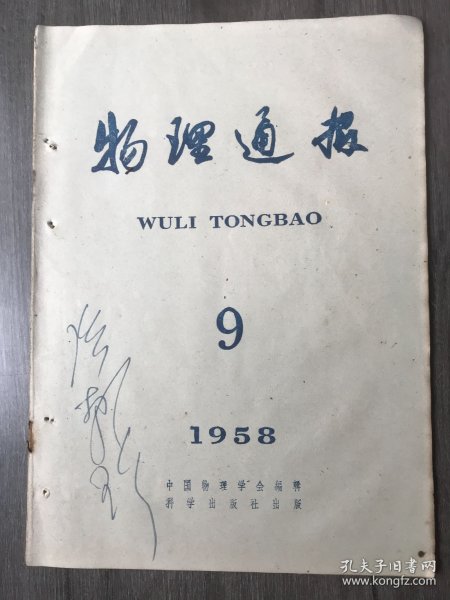 物理通报
WULI TONGBAO
9
1958
中国物理学会编辑
科学出版社出版
孔夫子旧书网
www.kongfz.com